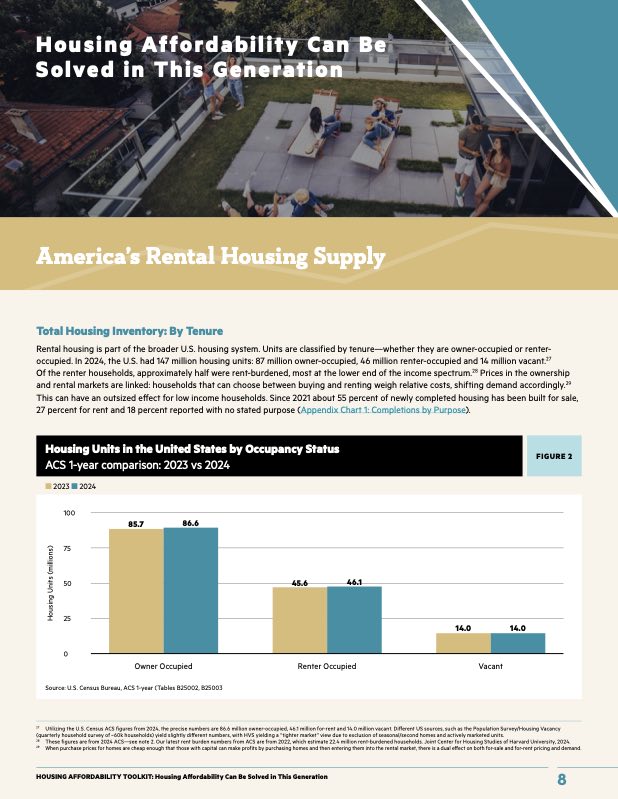 Housing Affordability Can Be
Solved in This Generation
America's Rental Housing Supply
Total Housing Inventory: By Tenure
Rental housing is part of the broader U.S. housing system. Units are classified by tenure—whether they are owner-occupied or renter-
occupied. In 2024, the U.S. had 147 million housing units: 87 million owner-occupied, 46 million renter-occupied and 14 million vacant.27
Of the renter households, approximately half were rent-burdened, most at the lower end of the income spectrum.28 Prices in the ownership
and rental markets are linked: households that can choose between buying and renting weigh relative costs, shifting demand accordingly.29
This can have an outsized effect for low income households. Since 2021 about 55 percent of newly completed housing has been built for sale,
27 percent for rent and 18 percent reported with no stated purpose (Appendix Chart 1: Completions by Purpose).
Housing Units in the United States by Occupancy Status
ACS 1-year comparison: 2023 vs 2024
FIGURE 2
2023 2024
Housing Units (millions)
100
75
50
25
0
85.7
86.6
45.6
46.1
14.0
14.0
Owner Occupied
Renter Occupied
Vacant
Source: U.S. Census Bureau, ACS 1-year (Tables B25002, B25003
27 Utilizing the U.S. Census ACS figures from 2024, the precise numbers are 86.6 million owner-occupied, 46.1 million for-rent and 14.0 million vacant. Different US sources, such as the Population Survey/Housing Vacancy
(quarterly household survey of ~60k households) yield slightly different numbers, with HVS yielding a "tighter market" view due to exclusion of seasonal/second homes and actively marketed units.
28 These figures are from 2024 ACS—see note 2. Our latest rent burden numbers from ACS are from 2022, which estimate 22.4 million rent-burdened households. Joint Center for Housing Studies of Harvard University, 2024.
29 When purchase prices for homes are cheap enough that those with capital can make profits by purchasing homes and then entering them into the rental market, there is a dual effect on both for-sale and for-rent pricing and demand.
HOUSING AFFORDABILITY TOOLKIT: Housing Affordability Can Be Solved in This Generation
8